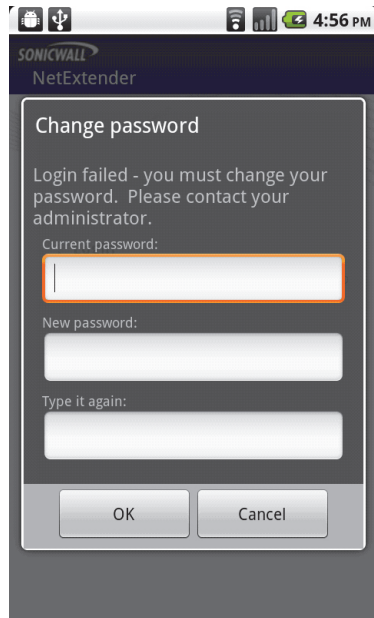 4:56 PM
SONICWALL
NetExtender
Change password
Login failed - you must change your
password.  Please contact your
administrator.
Current password:
New password:
Type it again:
OK
Cancel